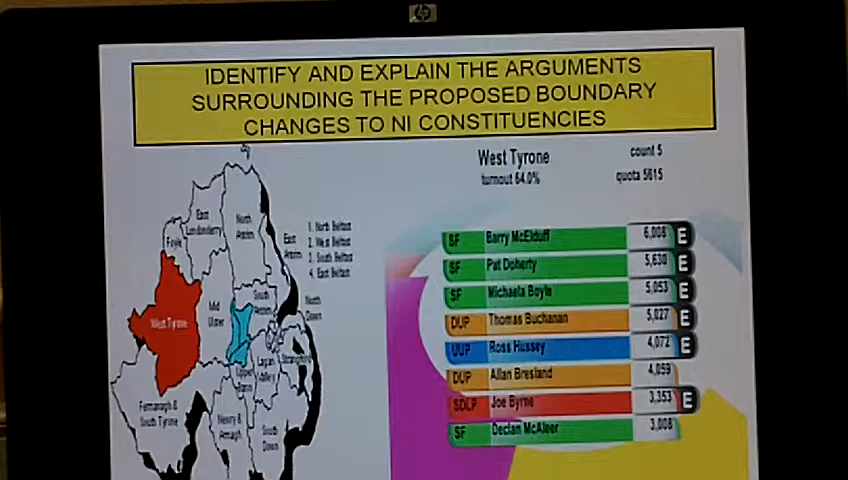 hp
IDENTIFY AND EXPLAIN THE ARGUMENTS
SURROUNDING THE PROPOSED BOUNDARY
CHANGES TO NI CONSTITUENCIES
West Tyrone
turnout 64.0%
count 5
quota 5615
East
Londonderry
North
Antrim
Foyle
East
Antrim
1. North Belfast
2. West Belfast
3. South Belfast
4. East Belfast
West Tyrone
Mid
Ulster
South
Antrim
North
Down
Strangford
Lagan
Valley
Upper
Bann
Fermanagh &
South Tyrone
Newry &
Armagh
South
Down
SF Barry McElduff 6,008 E
SF Pat Doherty 5,630 E
SF Michaela Boyle 5,053 E
DUP Thomas Buchanan 5,027 E
UUP Ross Hussey 4,072 E
DUP Allan Bresland 4,059
SDLP Joe Byrne 3,353 E
SF Declan McAleer 3,008